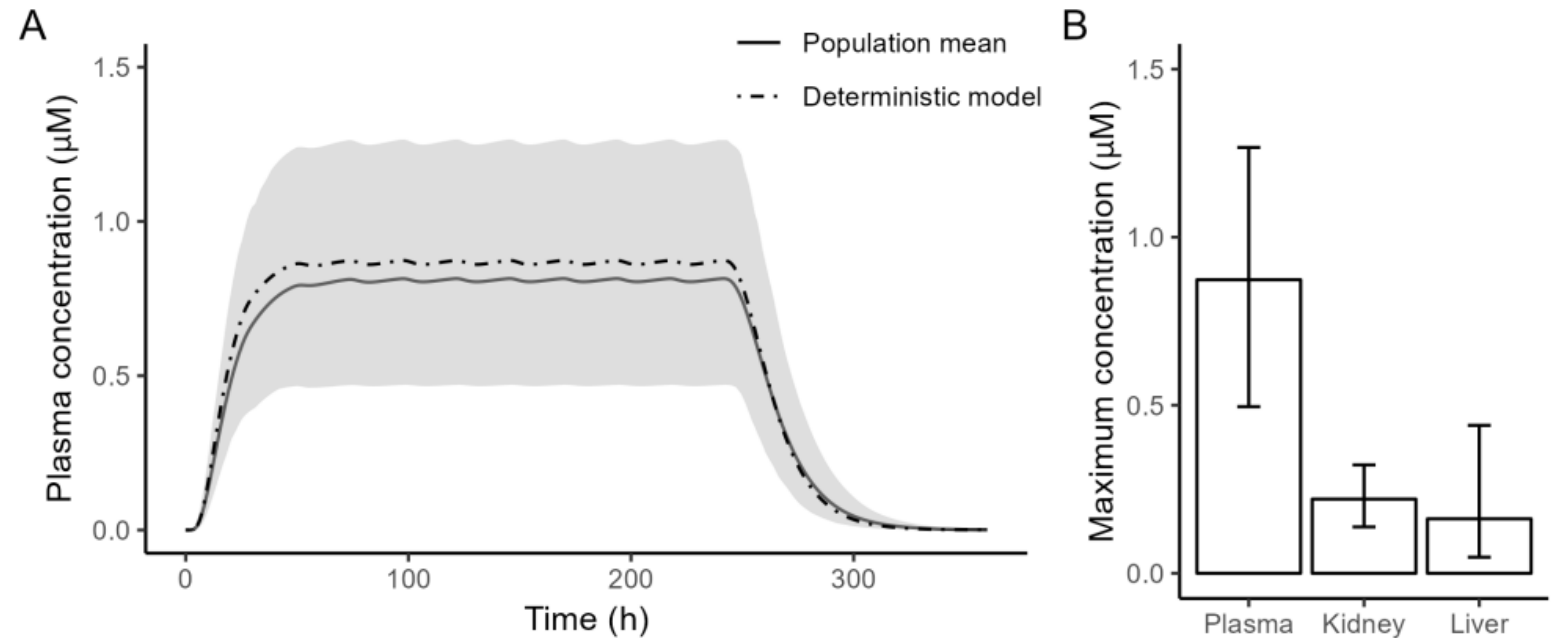 A
Plasma concentration (µM)
1.5
1.0
0.5
0.0
0
100
200
300
Time (h)
Population mean
Deterministic model
B
Maximum concentration (µM)
1.5
1.0
0.5
0.0
Plasma
Kidney
Liver